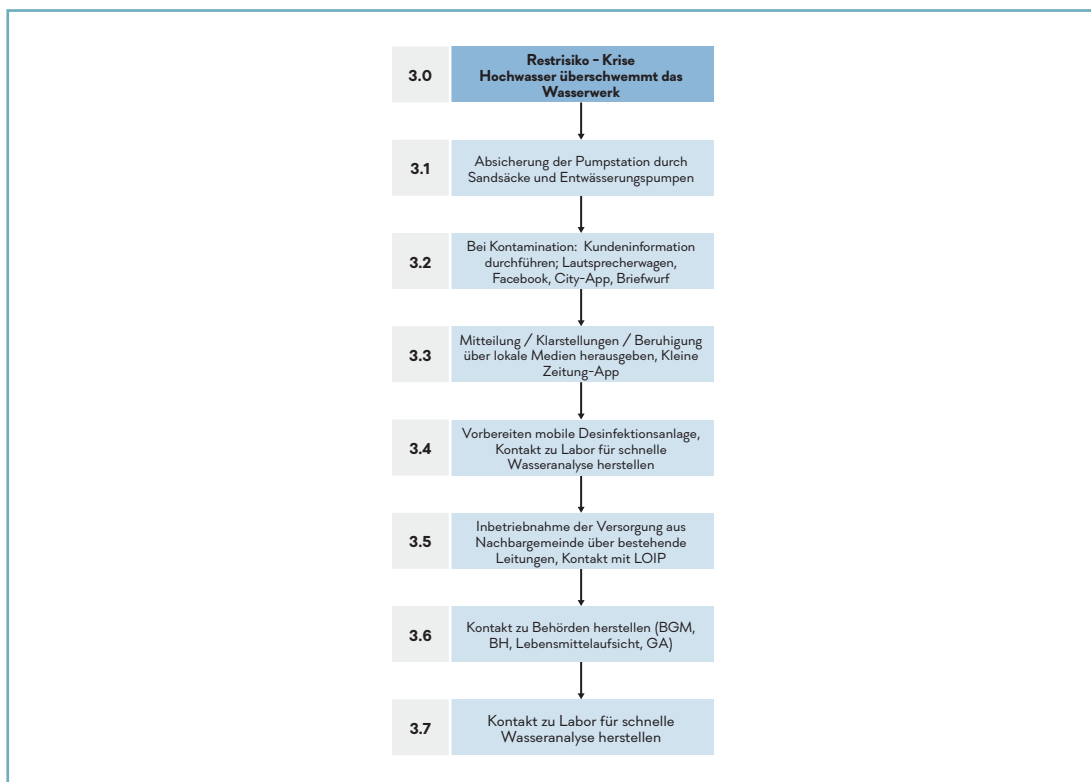 3.0
Restrisiko – Krise
Hochwasser überschwemmt das
Wasserwerk
3.1
Absicherung der Pumpstation durch
Sandsäcke und Entwässerungspumpen
3.2
Bei Kontamination: Kundeninformation
durchführen; Lautsprecherwagen,
Facebook, City-App, Briefwurf
3.3
Mitteilung / Klarstellungen / Beruhigung
über lokale Medien herausgeben, Kleine
Zeitung-App
3.4
Vorbereiten mobile Desinfektionsanlage,
Kontakt zu Labor für schnelle
Wasseranalyse herstellen
3.5
Inbetriebnahme der Versorgung aus
Nachbargemeinde über bestehende
Leitungen, Kontakt mit LOIP
3.6
Kontakt zu Behörden herstellen (BGM,
BH, Lebensmittelaufsicht, GA)
3.7
Kontakt zu Labor für schnelle
Wasseranalyse herstellen